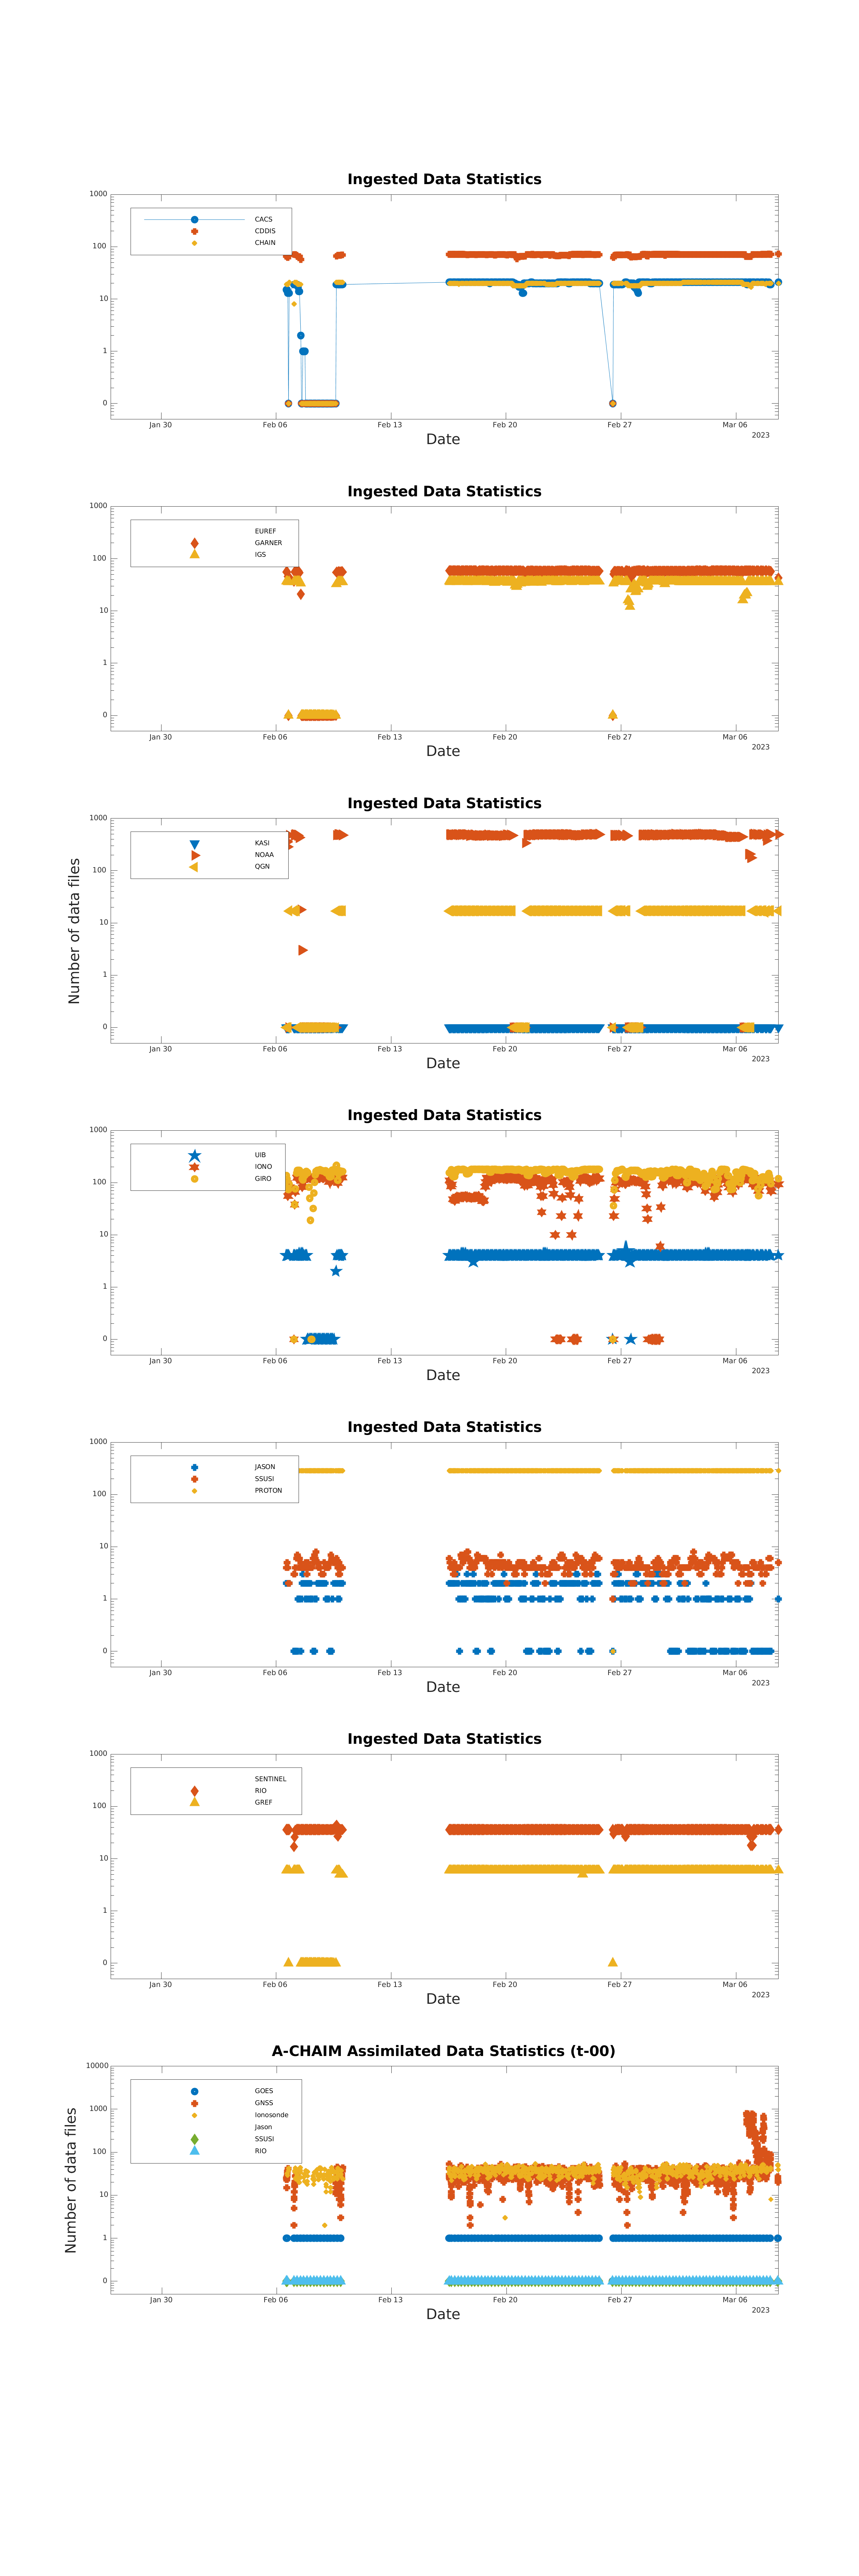 Ingested Data Statistics
1000
100
10
1
0
CACS
CDDIS
CHAIN
Jan 30 Feb 06 Feb 13 Feb 20 Feb 27 Mar 06
2023
Date
Ingested Data Statistics
1000
100
10
1
0
EUREF
GARNER
IGS
Jan 30 Feb 06 Feb 13 Feb 20 Feb 27 Mar 06
2023
Date
Ingested Data Statistics
Number of data files
1000
100
10
1
0
KASI
NOAA
QGN
Jan 30 Feb 06 Feb 13 Feb 20 Feb 27 Mar 06
2023
Date
Ingested Data Statistics
1000
100
10
1
0
UIB
IONO
GIRO
Jan 30 Feb 06 Feb 13 Feb 20 Feb 27 Mar 06
2023
Date
Ingested Data Statistics
1000
100
10
1
0
JASON
SSUSI
PROTON
Jan 30 Feb 06 Feb 13 Feb 20 Feb 27 Mar 06
2023
Date
Ingested Data Statistics
1000
100
10
1
0
SENTINEL
RIO
GREF
Jan 30 Feb 06 Feb 13 Feb 20 Feb 27 Mar 06
2023
Date
A-CHAIM Assimilated Data Statistics (t-00)
Number of data files
10000
1000
100
10
1
0
GOES
GNSS
Ionosonde
Jason
SSUSI
RIO
Jan 30 Feb 06 Feb 13 Feb 20 Feb 27 Mar 06
2023
Date